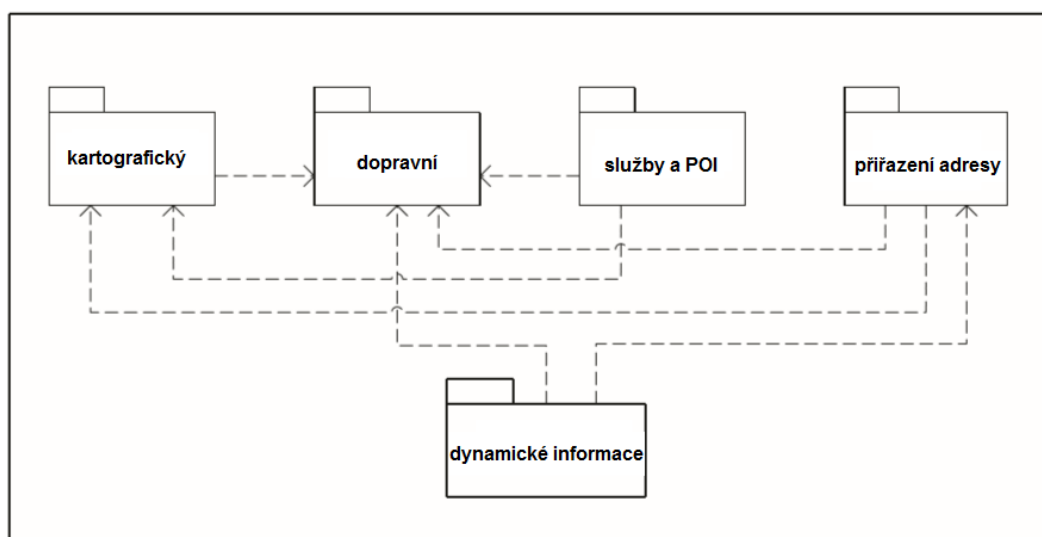 kartografický
dopravní
služby a POI
přiřazení adresy
dynamické informace